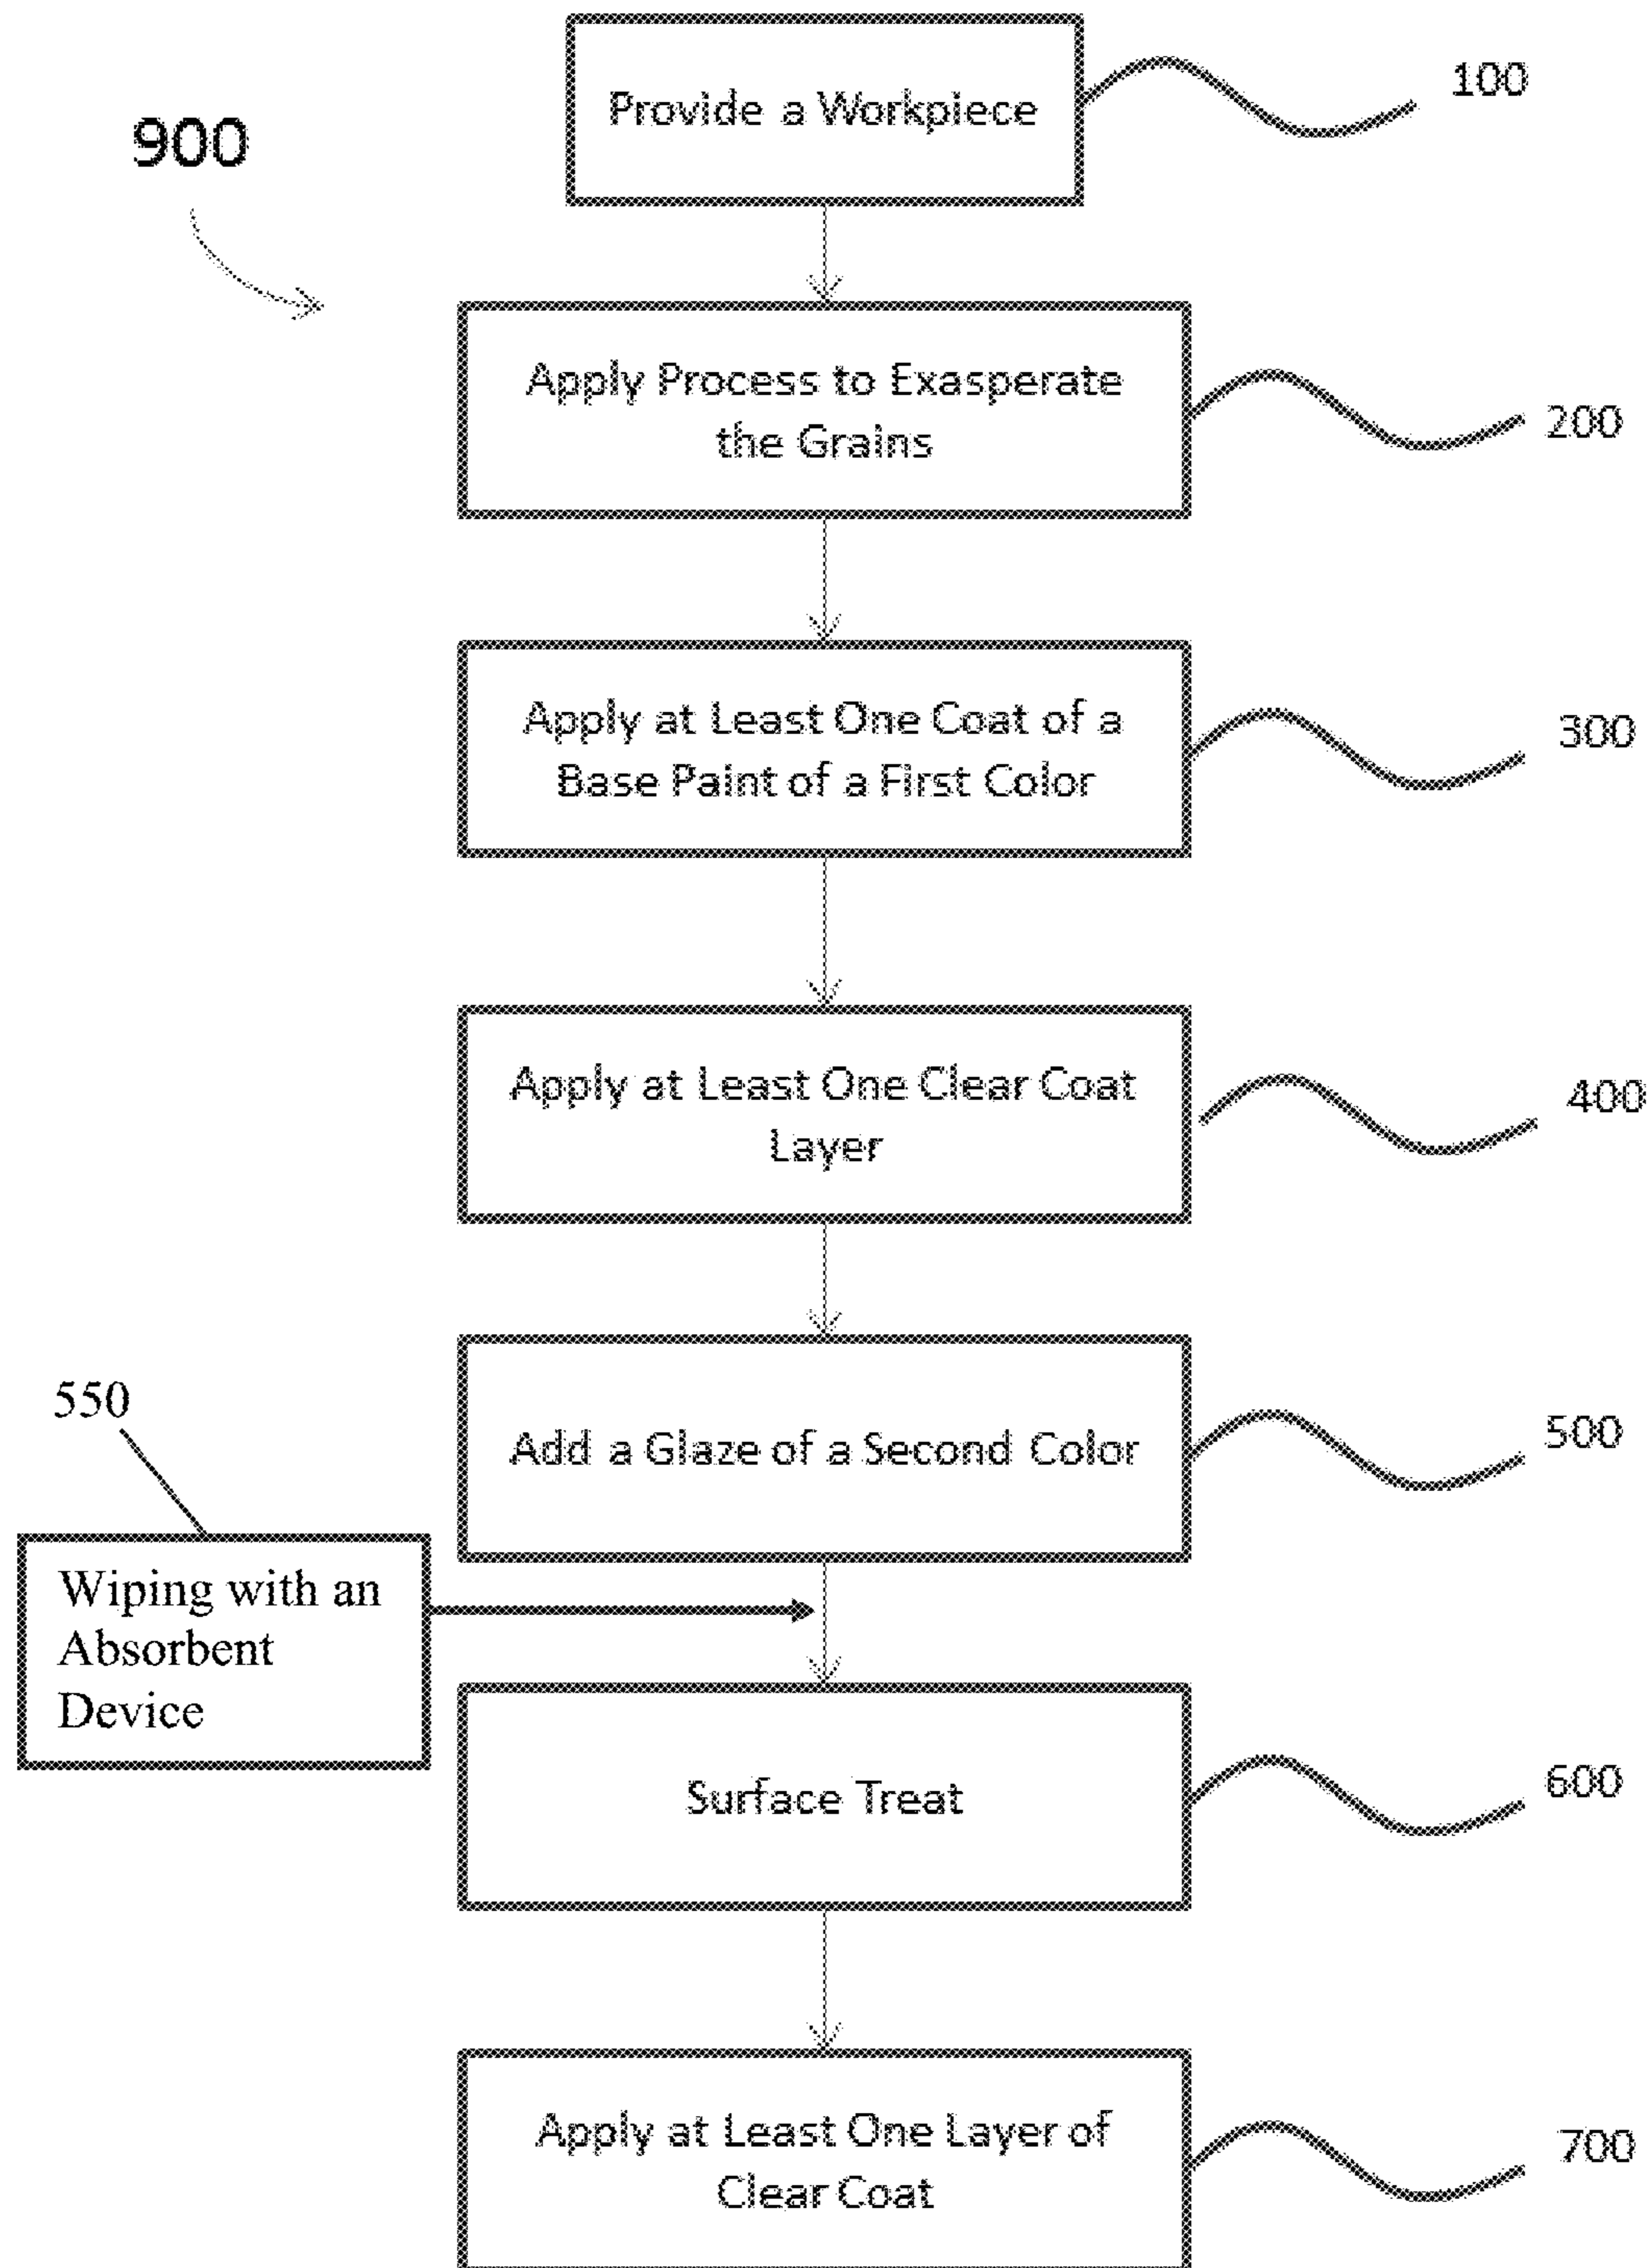 900
Provide a Workpiece
100
Apply Process to Exasperate
the Grains
200
Apply at Least One Coat of a
Base Paint of a First Color
300
Apply at Least One Clear Coat
Layer
400
Add a Glaze of a Second Color
500
550
Wiping with an
Absorbent
Device
Surface Treat
600
Apply at Least One Layer of
Clear Coat
700